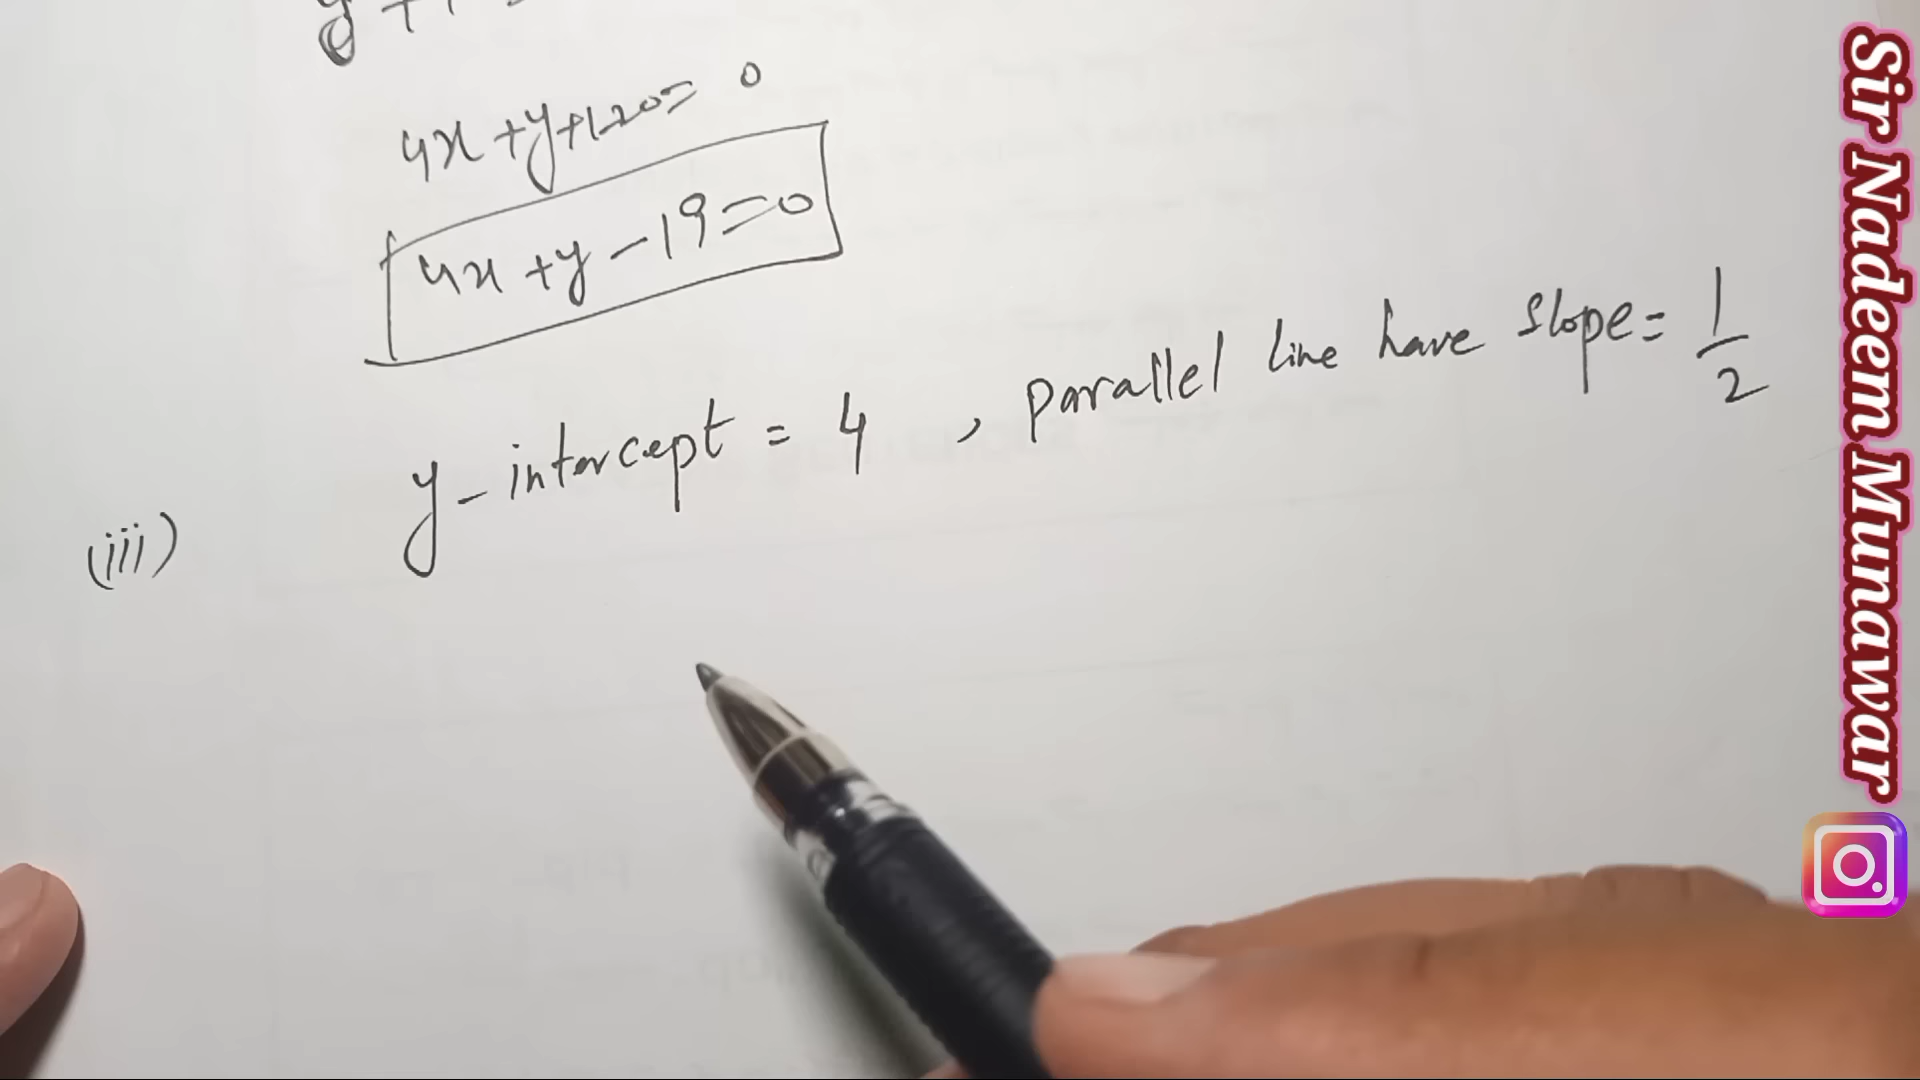 y + 1
4x + y + 1 - 20 = 0
4x + y - 19 = 0
(iii) y - intercept = 4 , parallel line have slope = 1/2
Sir Nadeem Munawar